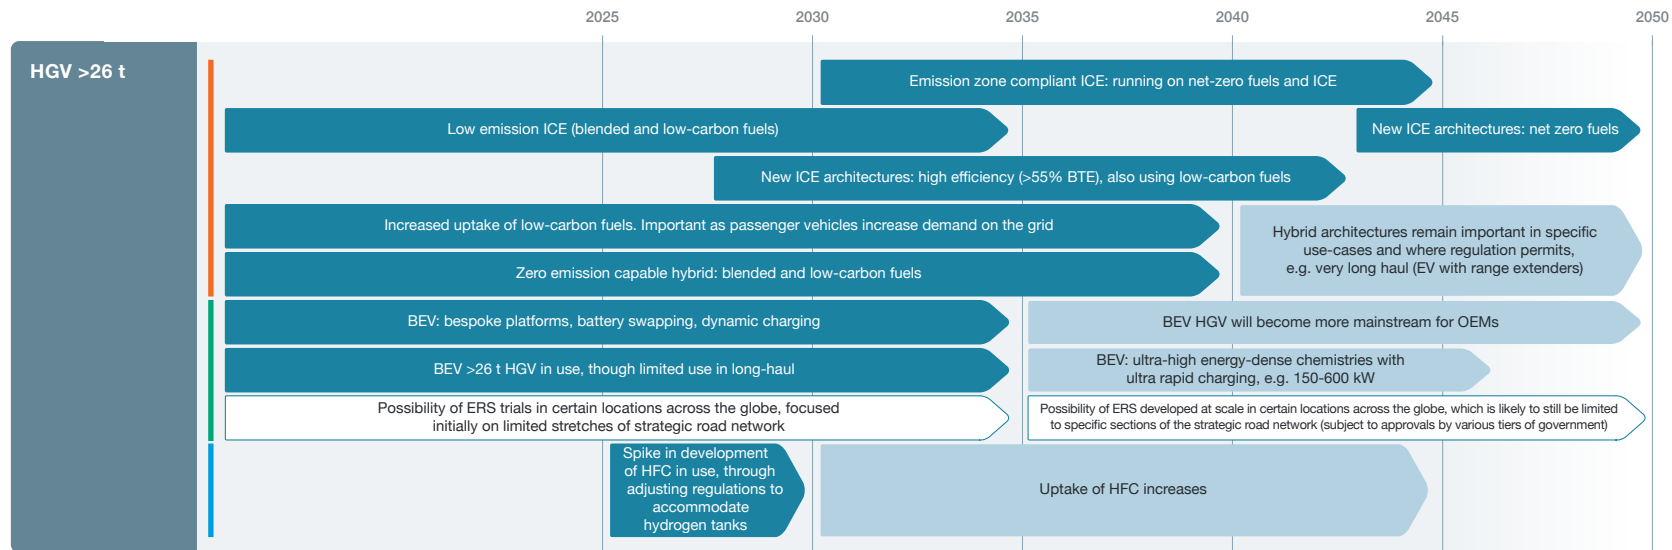 2025 2030 2035 2040 2045 2050
HGV >26 t
Emission zone compliant ICE: running on net-zero fuels and ICE
Low emission ICE (blended and low-carbon fuels)
New ICE architectures: net zero fuels
New ICE architectures: high efficiency (>55% BTE), also using low-carbon fuels
Increased uptake of low-carbon fuels. Important as passenger vehicles increase demand on the grid
Hybrid architectures remain important in specific
use-cases and where regulation permits,
e.g. very long haul (EV with range extenders)
Zero emission capable hybrid: blended and low-carbon fuels
BEV: bespoke platforms, battery swapping, dynamic charging
BEV HGV will become more mainstream for OEMs
BEV >26 t HGV in use, though limited use in long-haul
BEV: ultra-high energy-dense chemistries with
ultra rapid charging, e.g. 150-600 kW
Possibility of ERS trials in certain locations across the globe, focused
initially on limited stretches of strategic road network
Possibility of ERS developed at scale in certain locations across the globe, which is likely to still be limited
to specific sections of the strategic road network (subject to approvals by various tiers of government)
Spike in development
of HFC in use, through
adjusting regulations to
accommodate
hydrogen tanks
Uptake of HFC increases